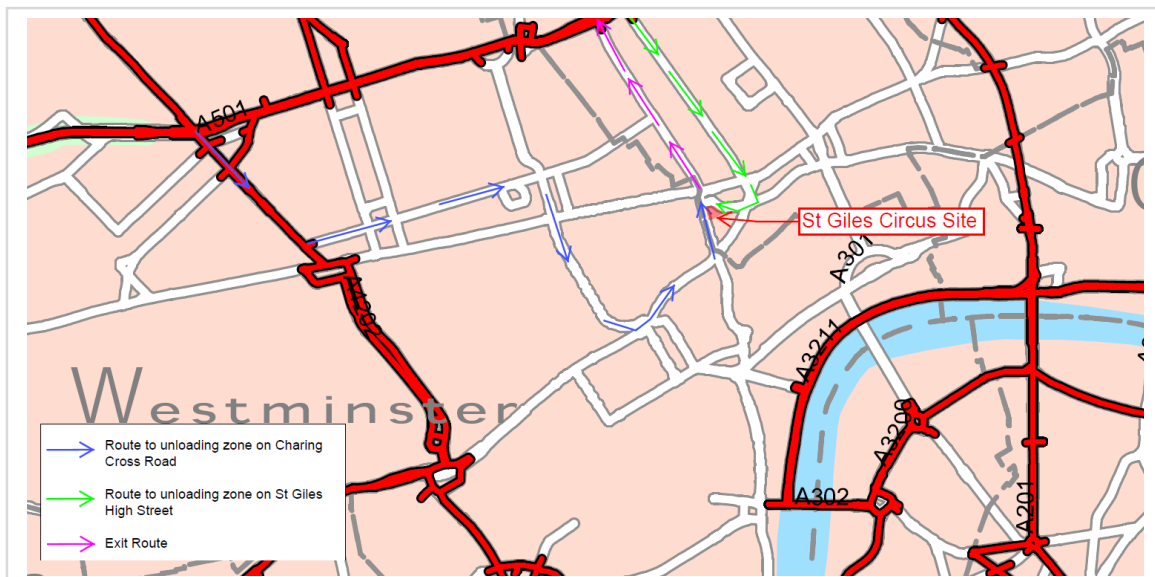 A501
St Giles Circus Site
A301
A4202
A3211
Westminster
A3200
A302
A201
Route to unloading zone on Charing
Cross Road
Route to unloading zone on St Giles
High Street
Exit Route